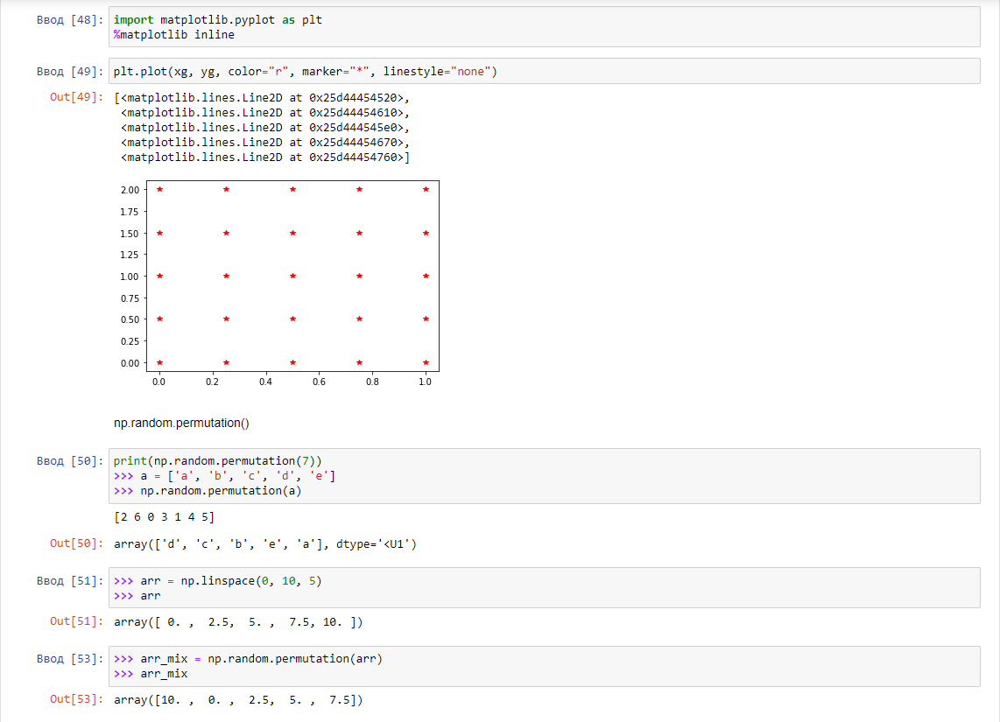 Ввод [48]: import matplotlib.pyplot as plt
%matplotlib inline
Ввод [49]: plt.plot(xg, yg, color="r", marker="*", linestyle="none")
Out[49]: [<matplotlib.lines.Line2D at 0x25d44454520>,
<matplotlib.lines.Line2D at 0x25d44454610>,
<matplotlib.lines.Line2D at 0x25d444545e0>,
<matplotlib.lines.Line2D at 0x25d44454670>,
<matplotlib.lines.Line2D at 0x25d44454760>]
2.00
1.75
1.50
1.25
1.00
0.75
0.50
0.25
0.00
0.0 0.2 0.4 0.6 0.8 1.0
np.random.permutation()
Ввод [50]: print(np.random.permutation(7))
>>> a = ['a', 'b', 'c', 'd', 'e']
>>> np.random.permutation(a)
[2 6 0 3 1 4 5]
Out[50]: array(['d', 'c', 'b', 'e', 'a'], dtype='<U1')
Ввод [51]: >>> arr = np.linspace(0, 10, 5)
>>> arr
Out[51]: array([ 0. ,  2.5,  5. ,  7.5, 10. ])
Ввод [53]: >>> arr_mix = np.random.permutation(arr)
>>> arr_mix
Out[53]: array([10. ,  0. ,  2.5,  5. ,  7.5])